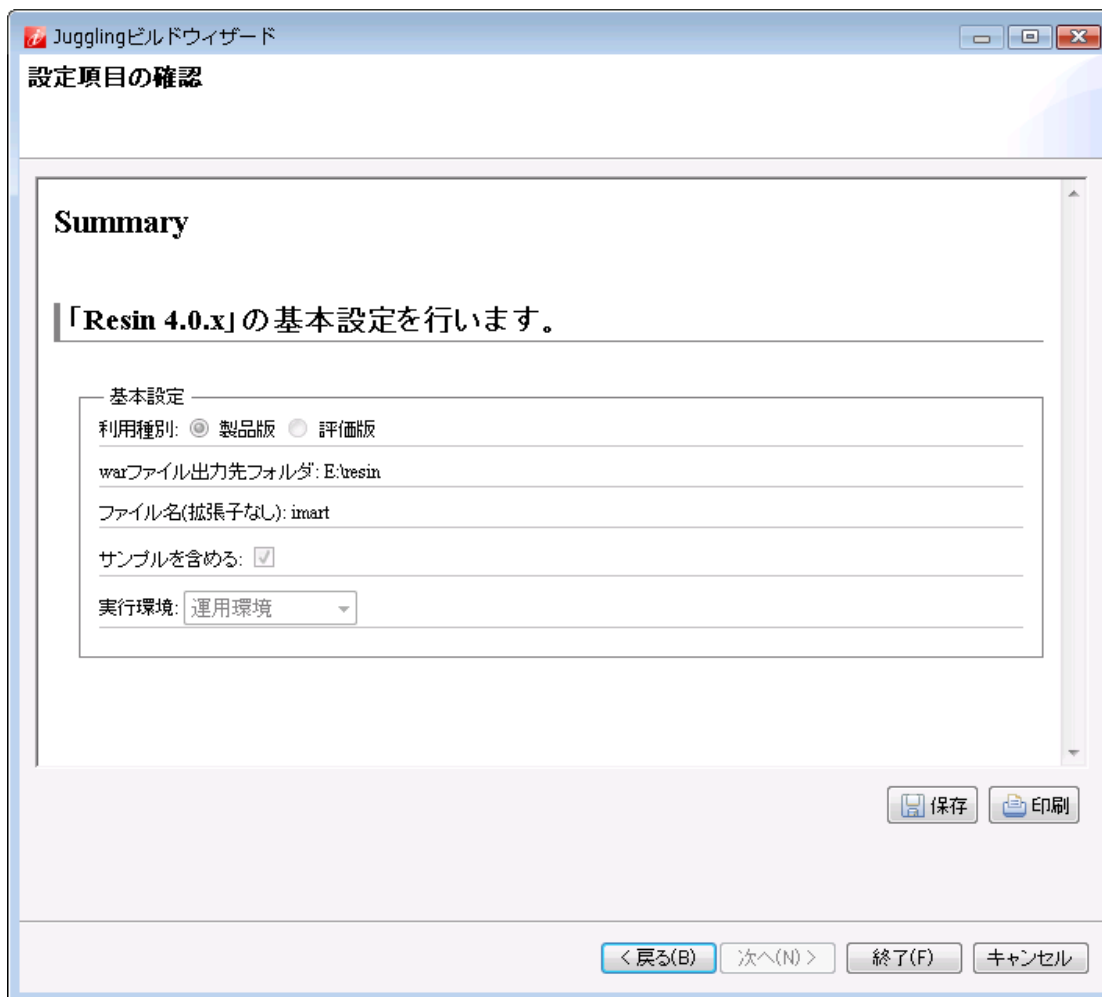 Jugglingビルドウィザード
設定項目の確認
Summary
「Resin 4.0.x」の基本設定を行います。
基本設定
利用種別: 製品版 評価版
warファイル出力先フォルダ: E:\resin
ファイル名(拡張子なし): imart
サンプルを含める:
実行環境: 運用環境
保存 印刷
< 戻る(B) 次へ(N) > 終了(F) キャンセル